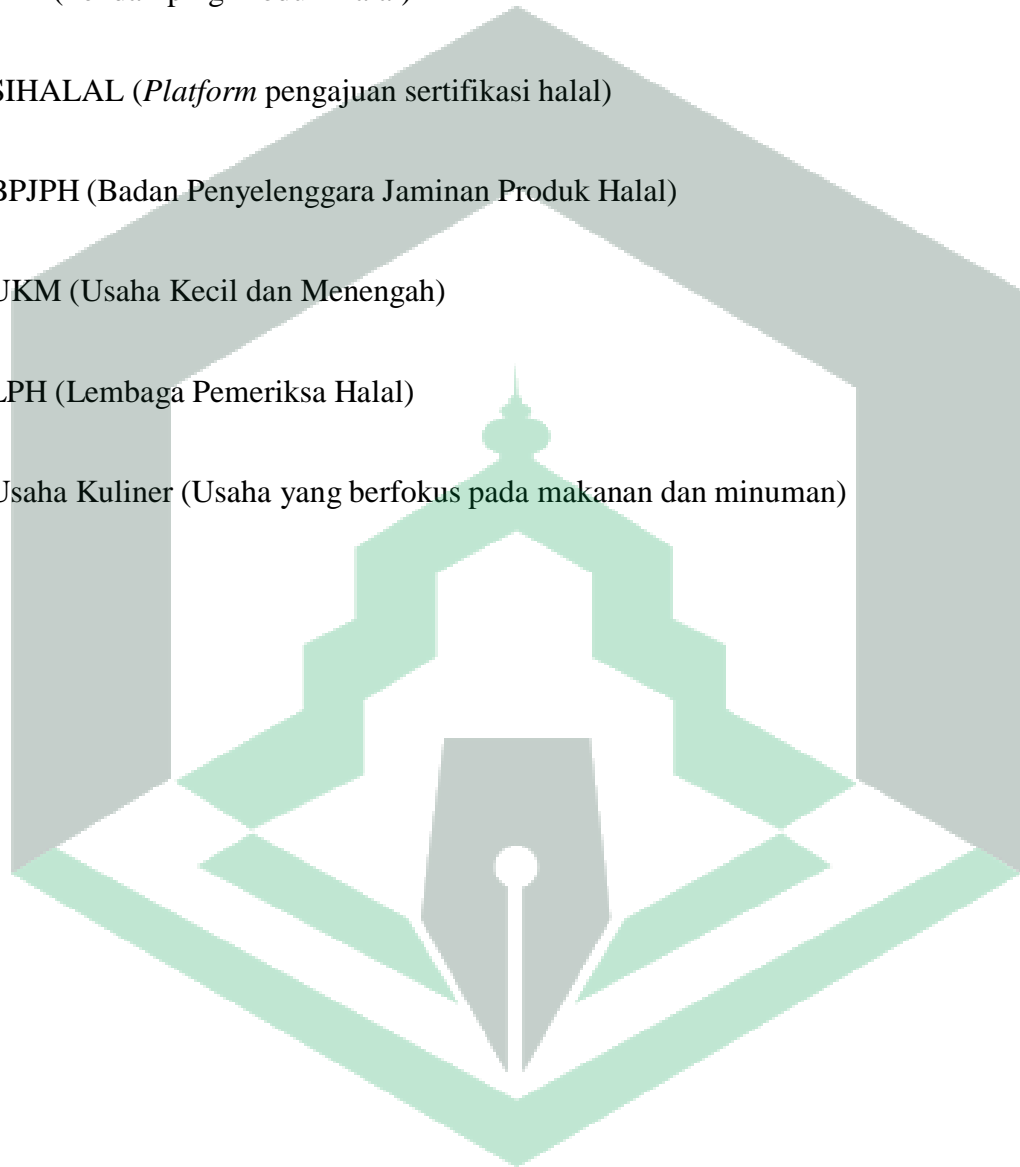 SIHALAL (Platform pengajuan sertifikasi halal)
BPJPH (Badan Penyelenggara Jaminan Produk Halal)
UKM (Usaha Kecil dan Menengah)
LPH (Lembaga Pemeriksa Halal)
Usaha Kuliner (Usaha yang berfokus pada makanan dan minuman)